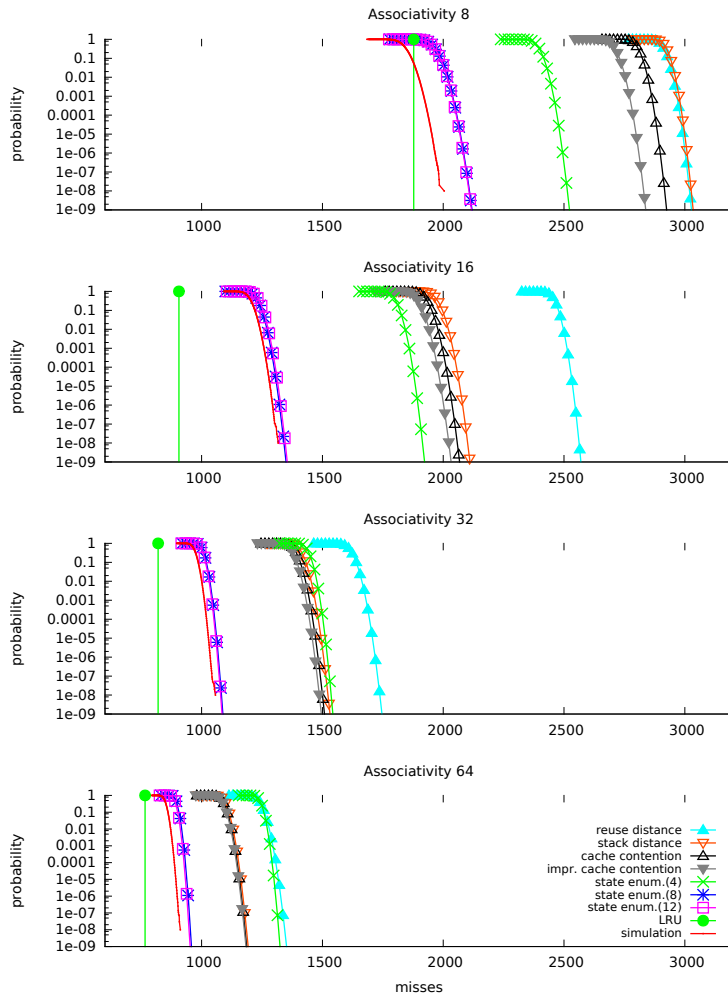 Associativity 8
probability
1
0.1
0.01
0.001
0.0001
1e-05
1e-06
1e-07
1e-08
1e-09
1000 1500 2000 2500 3000
Associativity 16
probability
1
0.1
0.01
0.001
0.0001
1e-05
1e-06
1e-07
1e-08
1e-09
1000 1500 2000 2500 3000
Associativity 32
probability
1
0.1
0.01
0.001
0.0001
1e-05
1e-06
1e-07
1e-08
1e-09
1000 1500 2000 2500 3000
Associativity 64
probability
1
0.1
0.01
0.001
0.0001
1e-05
1e-06
1e-07
1e-08
1e-09
reuse distance
stack distance
cache contention
impr. cache contention
state enum.(4)
state enum.(8)
state enum.(12)
LRU
simulation
1000 1500 2000 2500 3000
misses